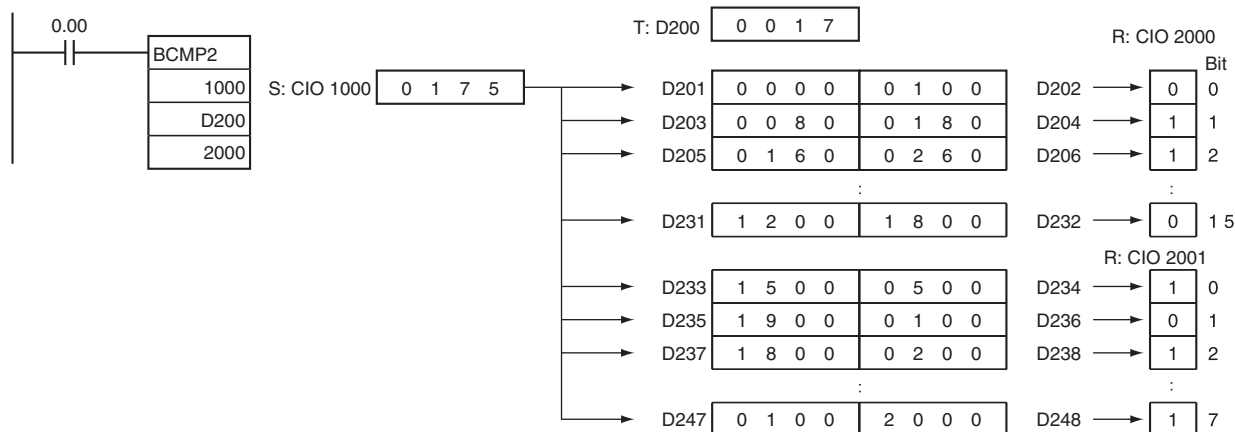 0.00
BCMP2
1000
D200
2000
S: CIO 1000 0 1 7 5
T: D200 0 0 1 7
R: CIO 2000
Bit
D201 0 0 0 0 0 1 0 0 D202 0 0
D203 0 0 8 0 0 1 8 0 D204 1 1
D205 0 1 6 0 0 2 6 0 D206 1 2
: :
D231 1 2 0 0 1 8 0 0 D232 0 1 5
R: CIO 2001
D233 1 5 0 0 0 5 0 0 D234 1 0
D235 1 9 0 0 0 1 0 0 D236 0 1
D237 1 8 0 0 0 2 0 0 D238 1 2
: :
D247 0 1 0 0 2 0 0 0 D248 1 7